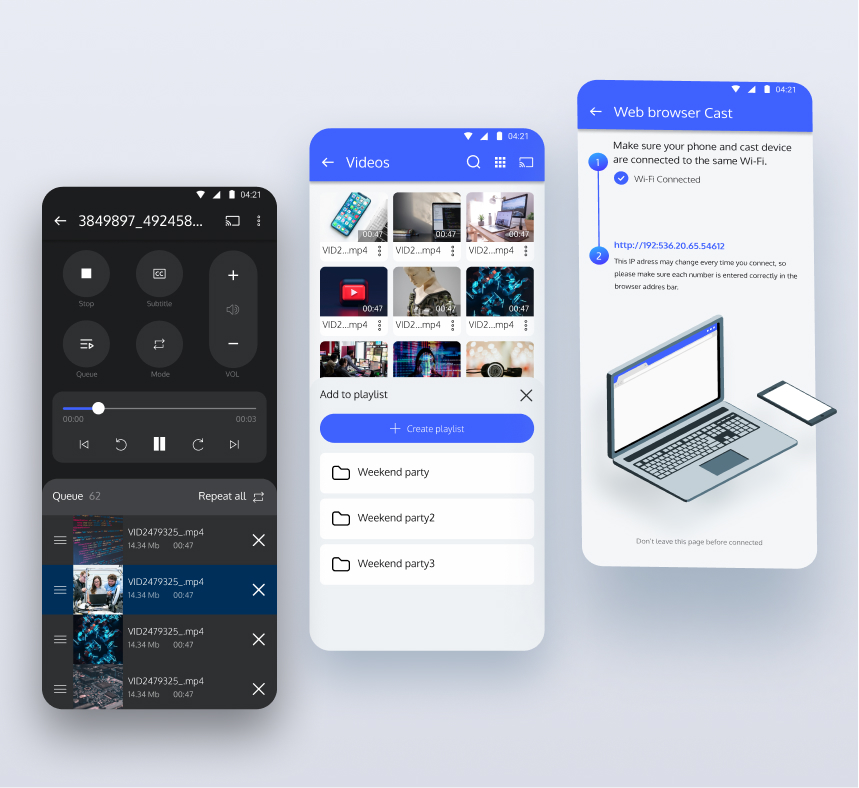 04:21
3849897_492458...
CC
Stop
Subtitle
Queue
Mode
VOL
00:00
00:03
Queue 62
Repeat all
VID2479325_.mp4
14.34 Mb 00:47
VID2479325_.mp4
14.34 Mb 00:47
VID2479325_.mp4
14.34 Mb 00:47
VID2479325_.mp4
14.34 Mb 00:47
04:21
Videos
00:47
00:47
00:47
VID2...mp4
VID2...mp4
VID2...mp4
00:47
00:47
00:47
VID2...mp4
VID2...mp4
VID2...mp4
Add to playlist
Create playlist
Weekend party
Weekend party2
Weekend party3
04:21
Web browser Cast
1
Make sure your phone and cast device
are connected to the same Wi-Fi.
Wi-Fi Connected
2
http://192:536.20.65.54612
This IP adress may change every time you connect, so
please make sure each number is entered correctly in the
browser addres bar.
Don't leave this page before connected